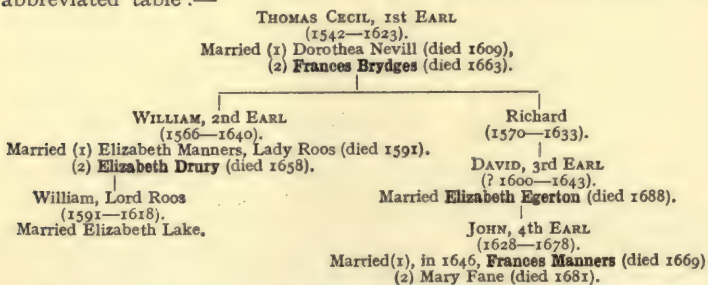 abbreviated table :—
THOMAS CECIL, 1ST EARL
(1542—1623).
Married (1) Dorothea Nevill (died 1609),
(2) Frances Brydges (died 1663).
WILLIAM, 2ND EARL
(1566—1640).
Married (1) Elizabeth Manners, Lady Roos (died 1591).
(2) Elizabeth Drury (died 1658).
William, Lord Roos
(1591—1618).
Married Elizabeth Lake.
Richard
(1570—1633).
DAVID, 3RD EARL
(? 1600—1643).
Married Elizabeth Egerton (died 1688).
JOHN, 4TH EARL
(1628—1678).
Married(1), in 1646, Frances Manners (died 1669)
(2) Mary Fane (died 1681).